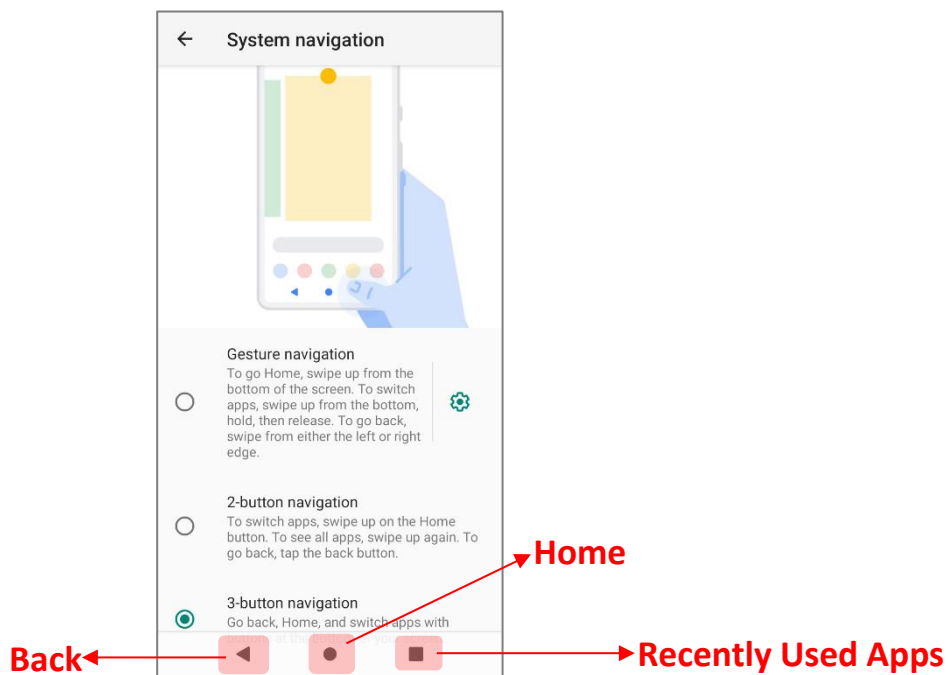 System navigation
Gesture navigation
To go Home, swipe up from the
bottom of the screen. To switch
apps, swipe up from the bottom,
hold, then release. To go back,
swipe from either the left or right
edge.
2-button navigation
To switch apps, swipe up on the Home
button. To see all apps, swipe up again. To
go back, tap the back button.
Home
3-button navigation
Go back, Home, and switch apps with
Back
Recently Used Apps